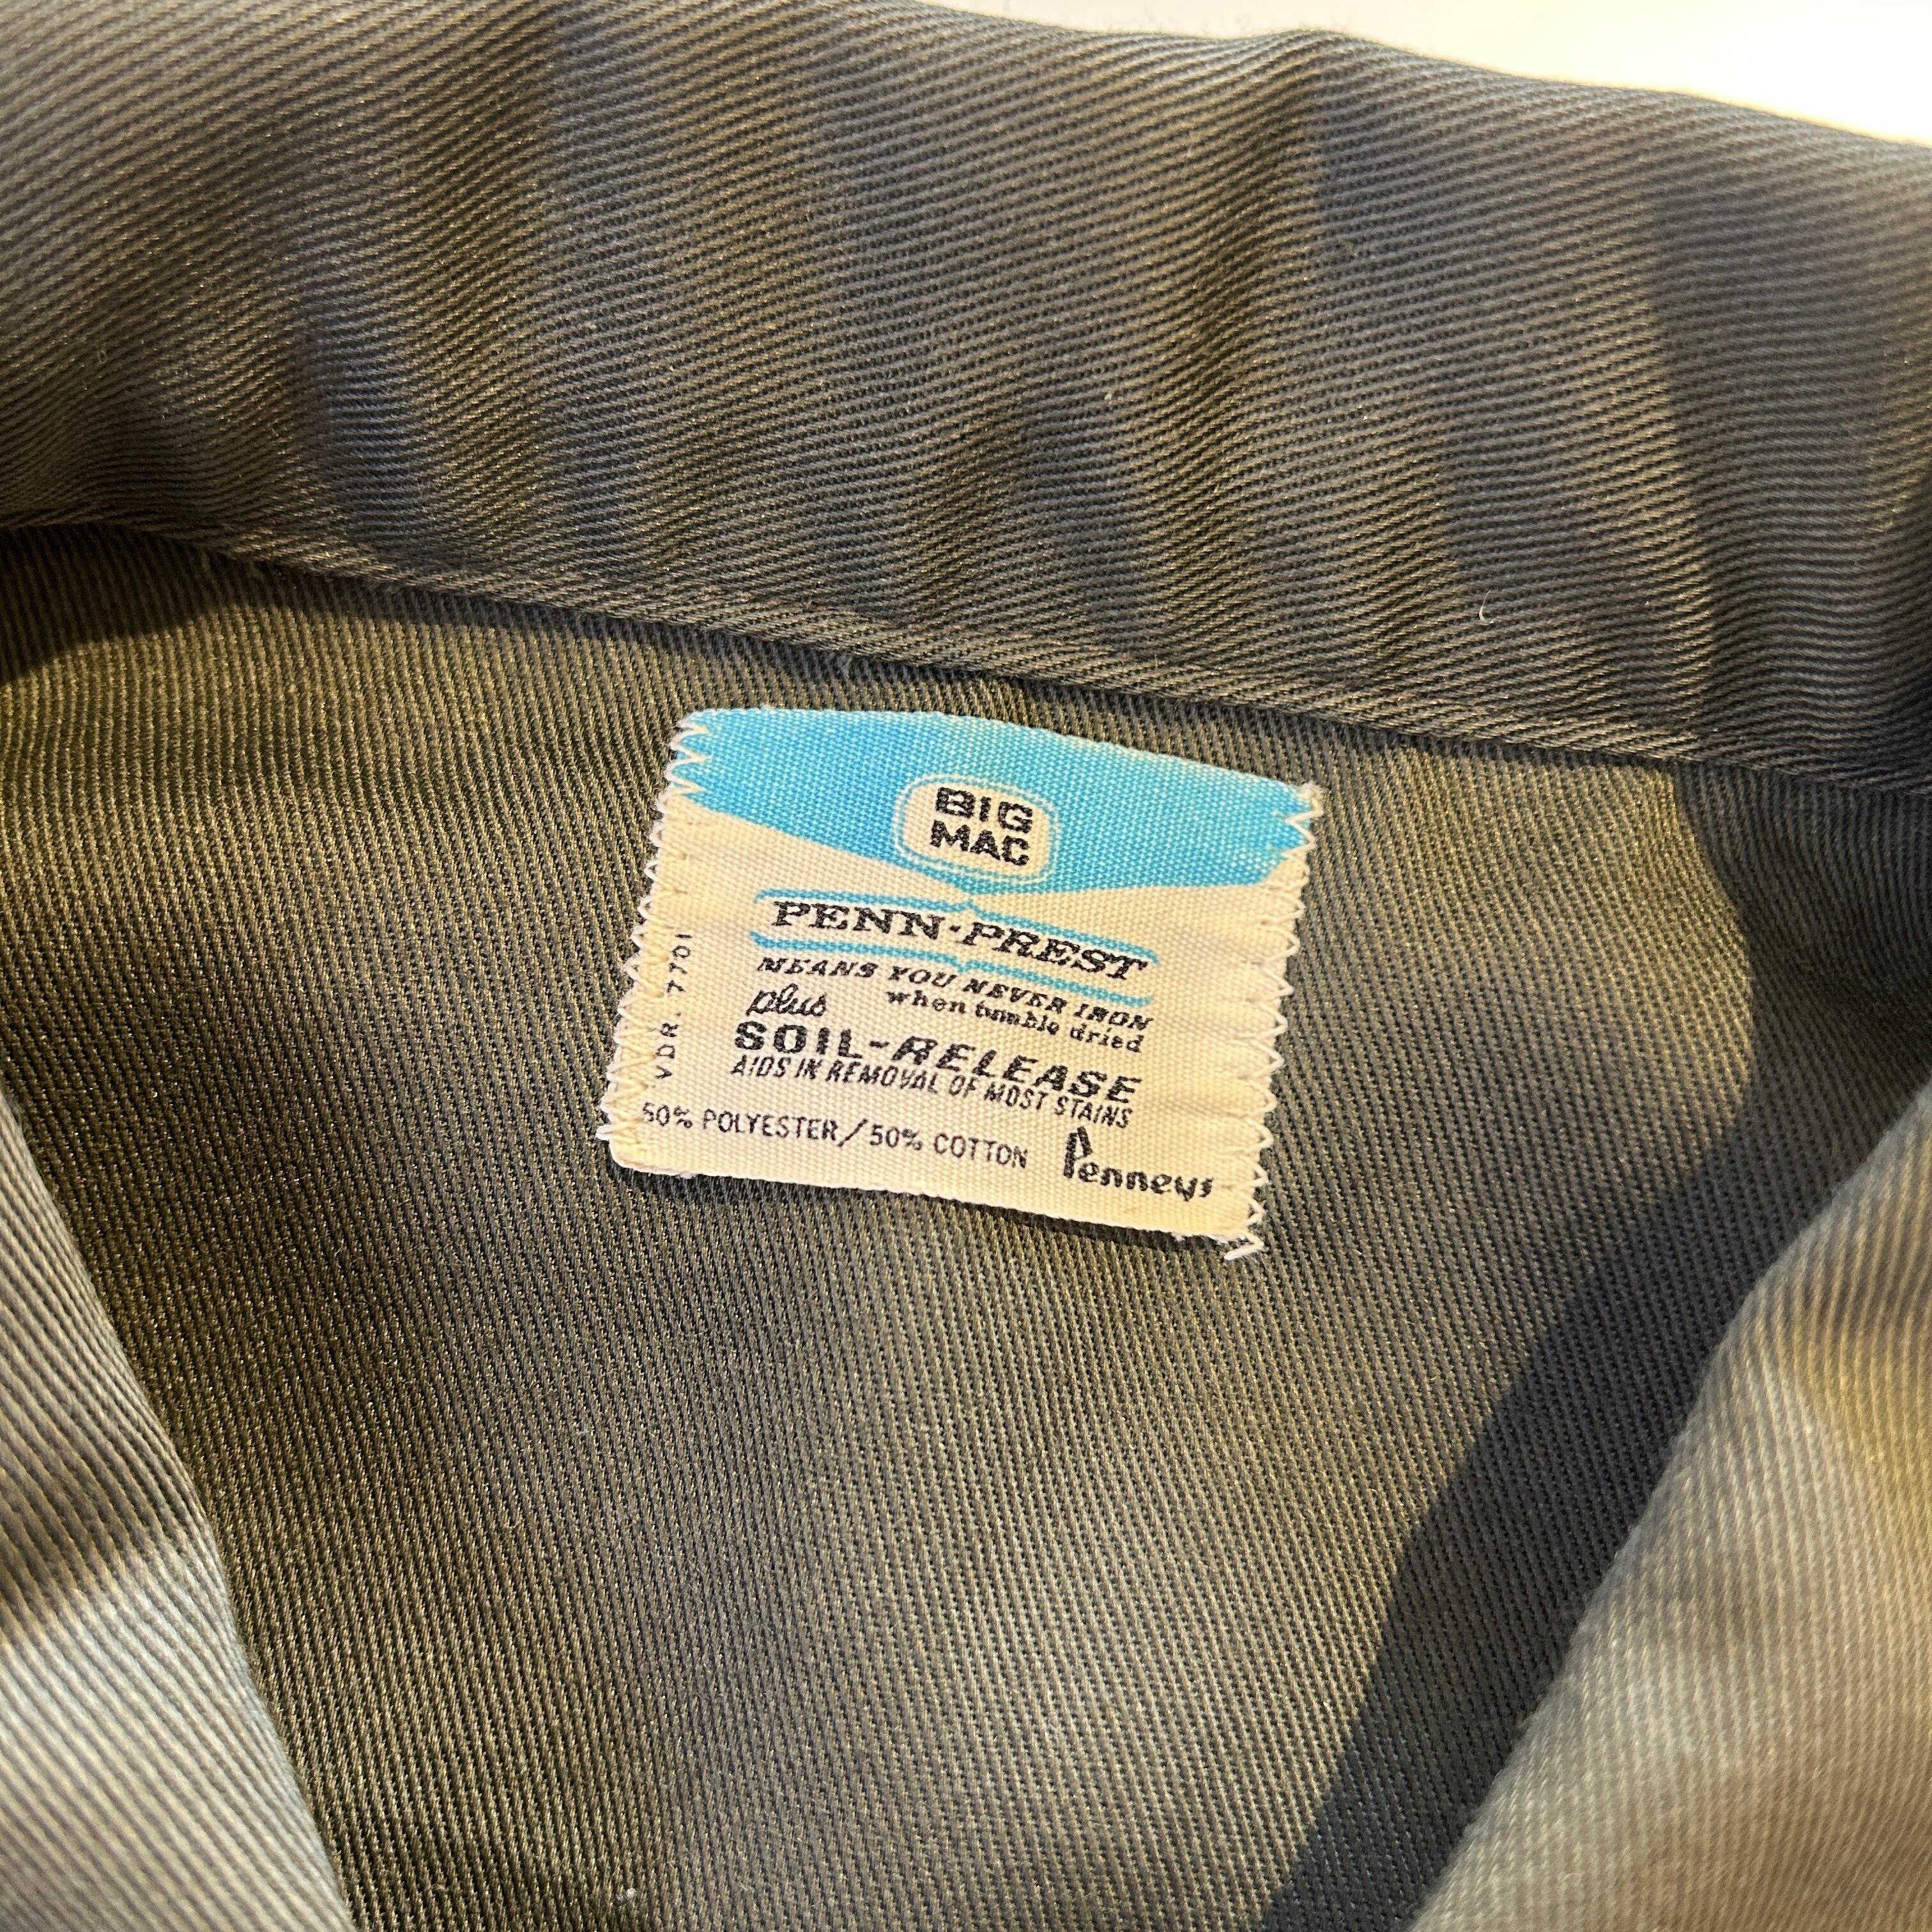 BIG
MAC
PENN-PREST
MEANS YOU NEVER IRON
when tumble dried
plus
SOIL-RELEASE
AIDS IN REMOVAL OF MOST STAINS
50% POLYESTER/50% COTTON
Penneys
VDR. 7701